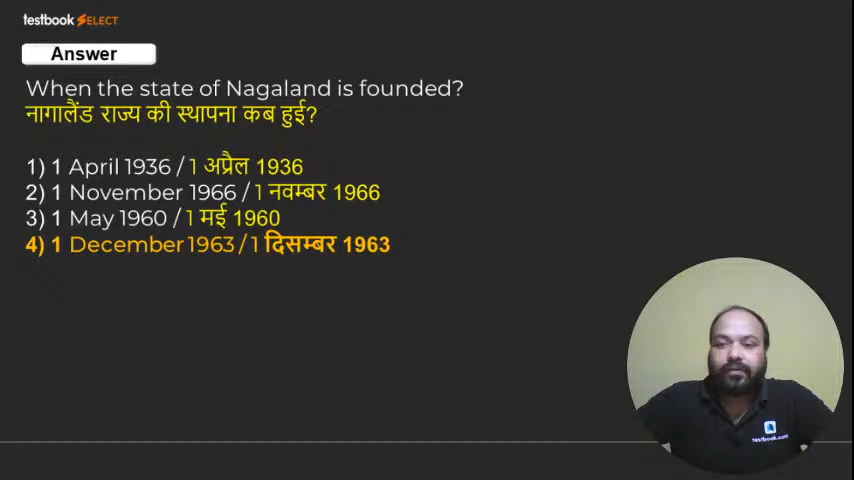 testbook SELECT
Answer
When the state of Nagaland is founded?
नागालैंड राज्य की स्थापना कब हुई?
1) 1 April 1936 / 1 अप्रैल 1936
2) 1 November 1966 / 1 नवम्बर 1966
3) 1 May 1960 / 1 मई 1960
4) 1 December 1963 / 1 दिसम्बर 1963
testbook.com